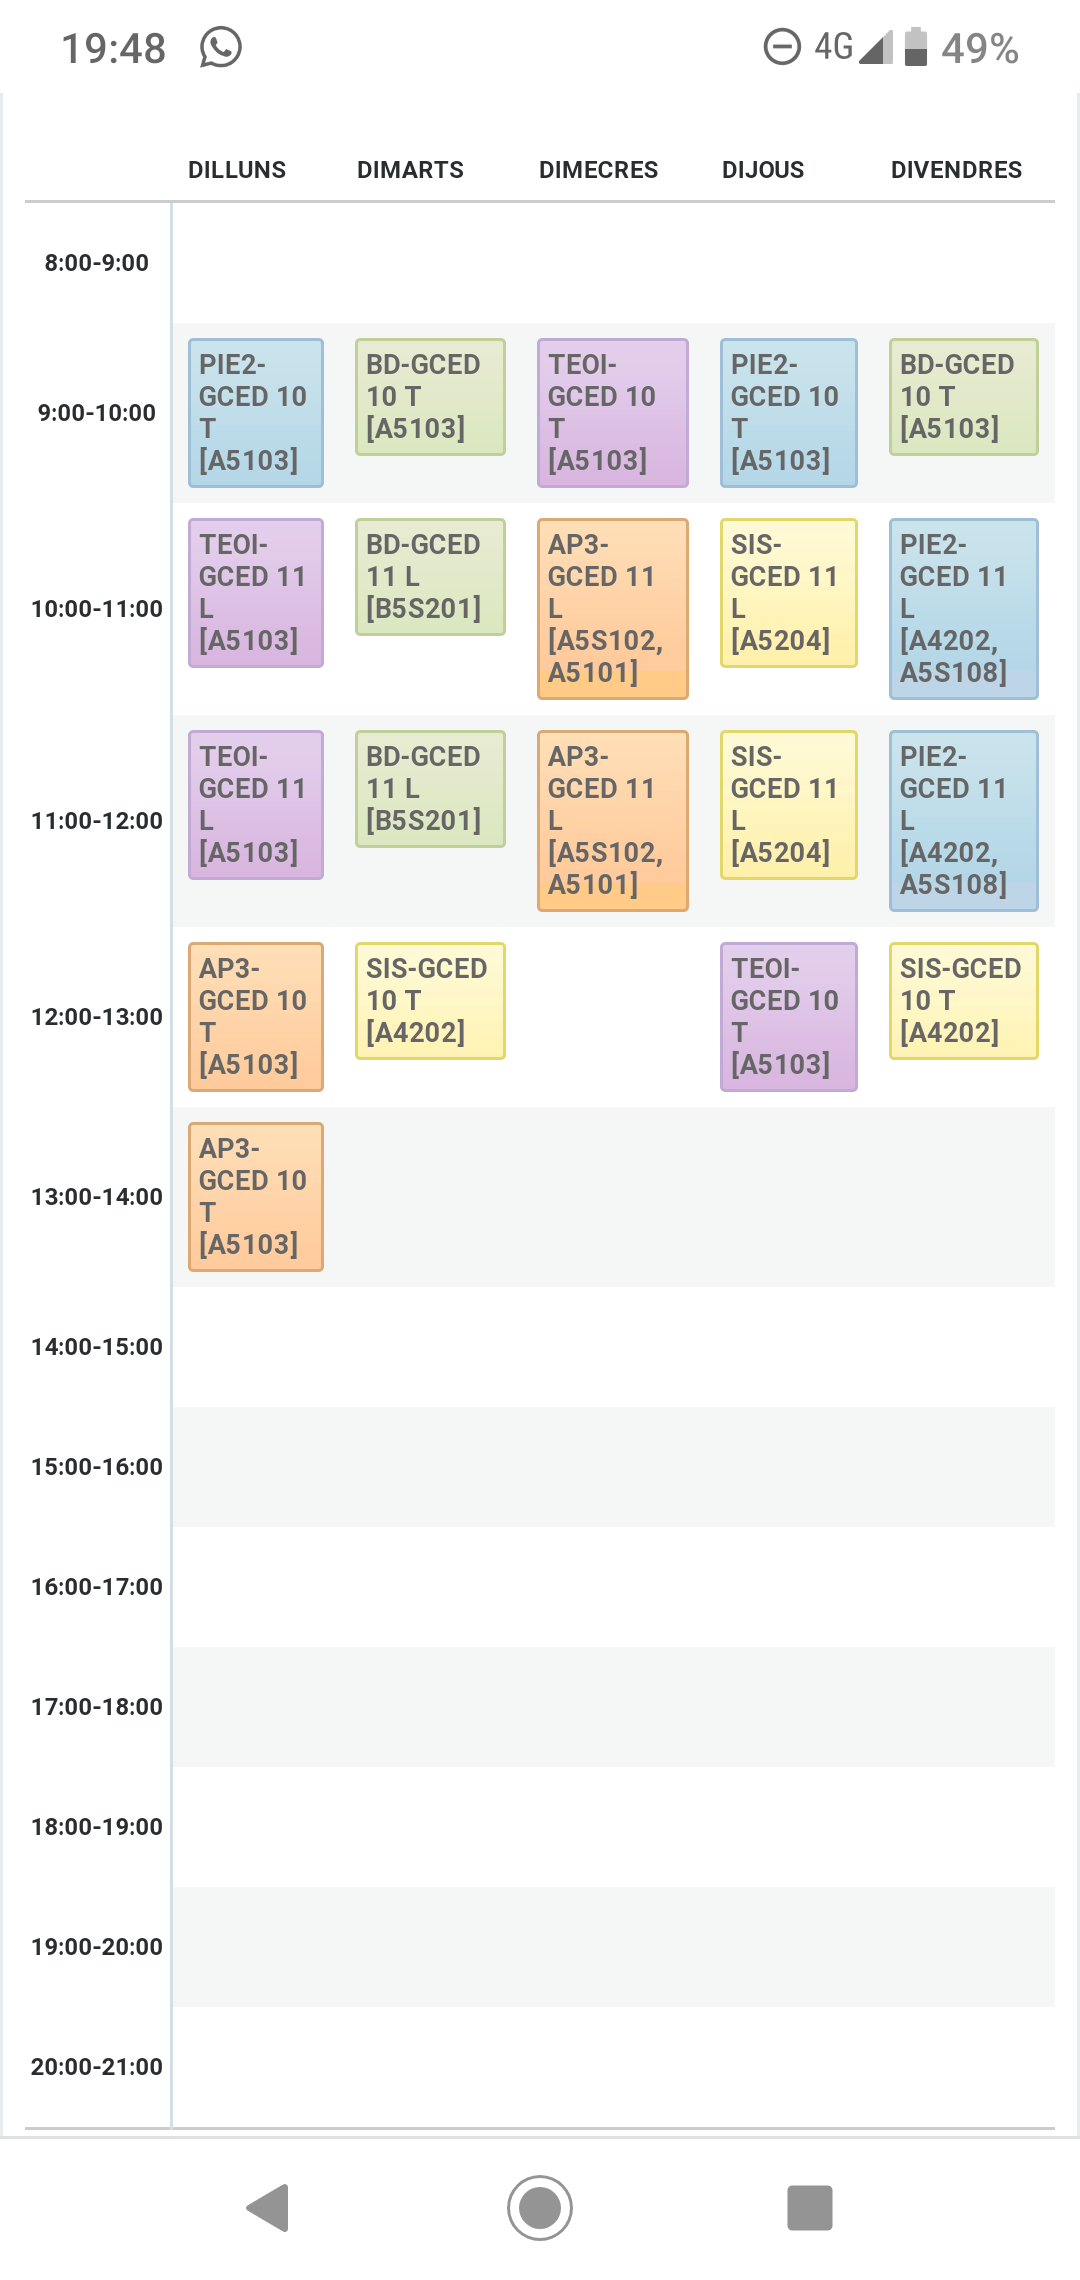 19:48
4G
49%
DILLUNS DIMARTS DIMECRES DIJOUS DIVENDRES
8:00-9:00
9:00-10:00
PIE2-
GCED 10
T
[A5103]
BD-GCED
10 T
[A5103]
TEOI-
GCED 10
T
[A5103]
PIE2-
GCED 10
T
[A5103]
BD-GCED
10 T
[A5103]
10:00-11:00
TEOI-
GCED 11
L
[A5103]
BD-GCED
11 L
[B5S201]
AP3-
GCED 11
L
[A5S102,
A5101]
SIS-
GCED 11
L
[A5204]
PIE2-
GCED 11
L
[A4202,
A5S108]
11:00-12:00
TEOI-
GCED 11
L
[A5103]
BD-GCED
11 L
[B5S201]
AP3-
GCED 11
L
[A5S102,
A5101]
SIS-
GCED 11
L
[A5204]
PIE2-
GCED 11
L
[A4202,
A5S108]
12:00-13:00
AP3-
GCED 10
T
[A5103]
SIS-GCED
10 T
[A4202]
TEOI-
GCED 10
T
[A5103]
SIS-GCED
10 T
[A4202]
13:00-14:00
AP3-
GCED 10
T
[A5103]
14:00-15:00
15:00-16:00
16:00-17:00
17:00-18:00
18:00-19:00
19:00-20:00
20:00-21:00